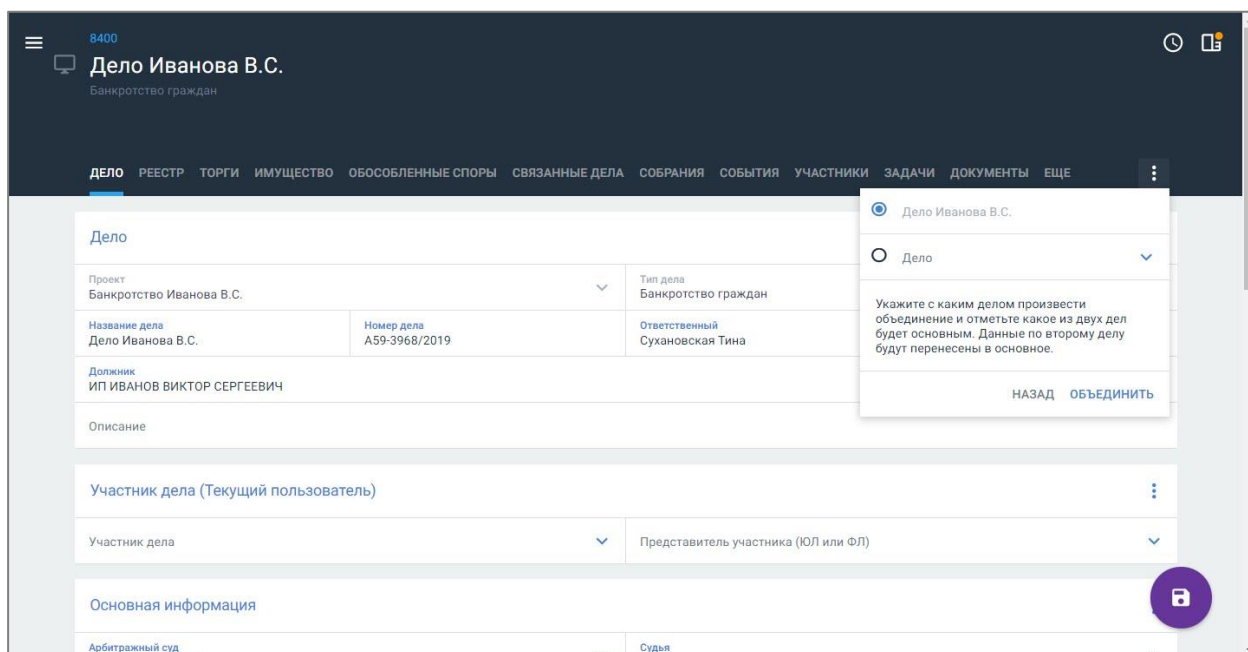 8400
Дело Иванова В.С.
Банкротство граждан
ДЕЛО РЕЕСТР ТОРГИ ИМУЩЕСТВО ОБОСОБЛЕННЫЕ СПОРЫ СВЯЗАННЫЕ ДЕЛА СОБРАНИЯ СОБЫТИЯ УЧАСТНИКИ ЗАДАЧИ ДОКУМЕНТЫ ЕЩЕ
Дело Иванова В.С.
Дело
Укажите с каким делом произвести
объединение и отметьте какое из двух дел
будет основным. Данные по второму делу
будут перенесены в основное.
НАЗАД ОБЪЕДИНИТЬ
Дело
Проект
Банкротство Иванова В.С.
Тип дела
Банкротство граждан
Название дела
Дело Иванова В.С.
Номер дела
А59-3968/2019
Ответственный
Сухановская Тина
Должник
ИП ИВАНОВ ВИКТОР СЕРГЕЕВИЧ
Описание
Участник дела (Текущий пользователь)
Участник дела
Представитель участника (ЮЛ или ФЛ)
Основная информация
Арбитражный суд
Судья